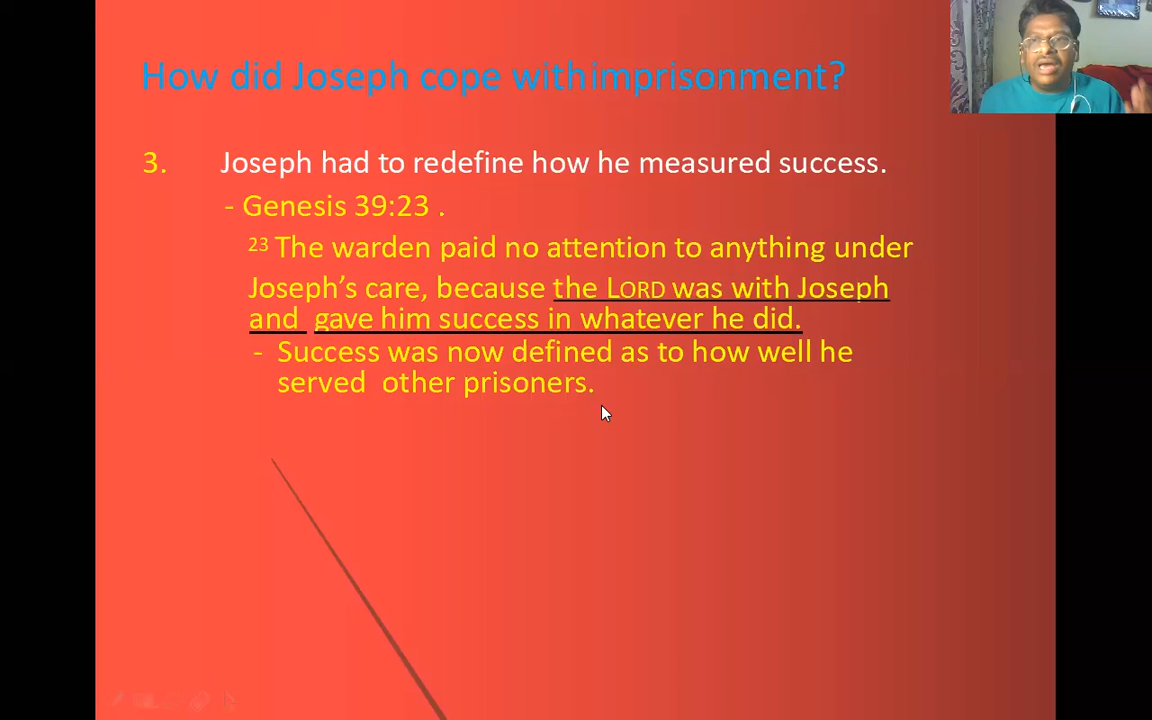 How did Joseph cope withimprisonment?
3. Joseph had to redefine how he measured success.
- Genesis 39:23 .
23 The warden paid no attention to anything under
Joseph’s care, because the LORD was with Joseph
and gave him success in whatever he did.
- Success was now defined as to how well he
served other prisoners.